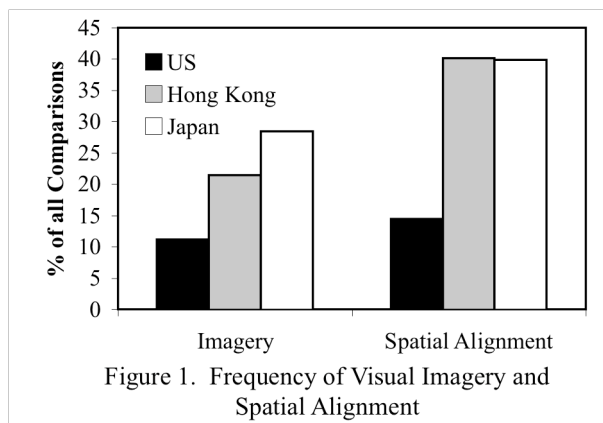 % of all Comparisons
45
40
35
30
25
20
15
10
5
0
US
Hong Kong
Japan
Imagery
Spatial Alignment
Figure 1. Frequency of Visual Imagery and
Spatial Alignment